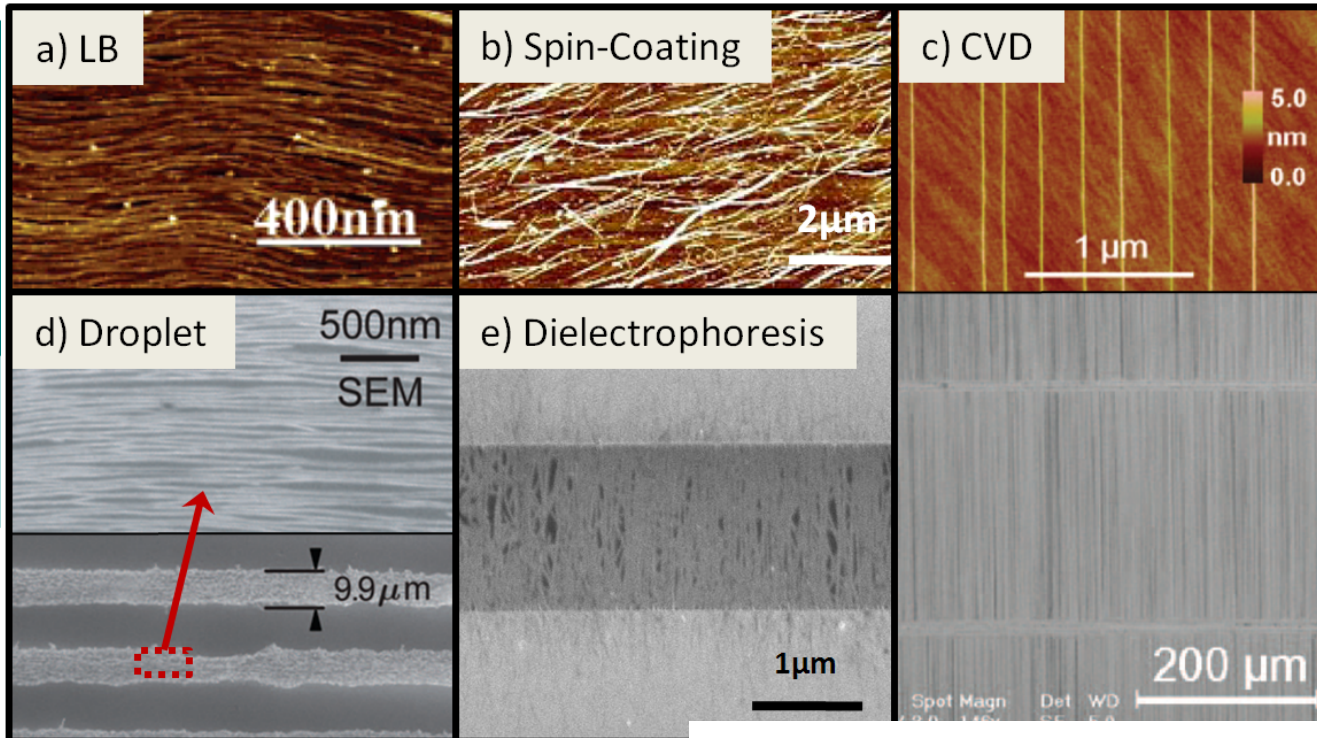 a) LB
400nm
b) Spin-Coating
2µm
c) CVD
5.0
nm
0.0
1 µm
d) Droplet
500nm
SEM
9.9µm
e) Dielectrophoresis
1µm
200 µm
Spot Magn Det WD